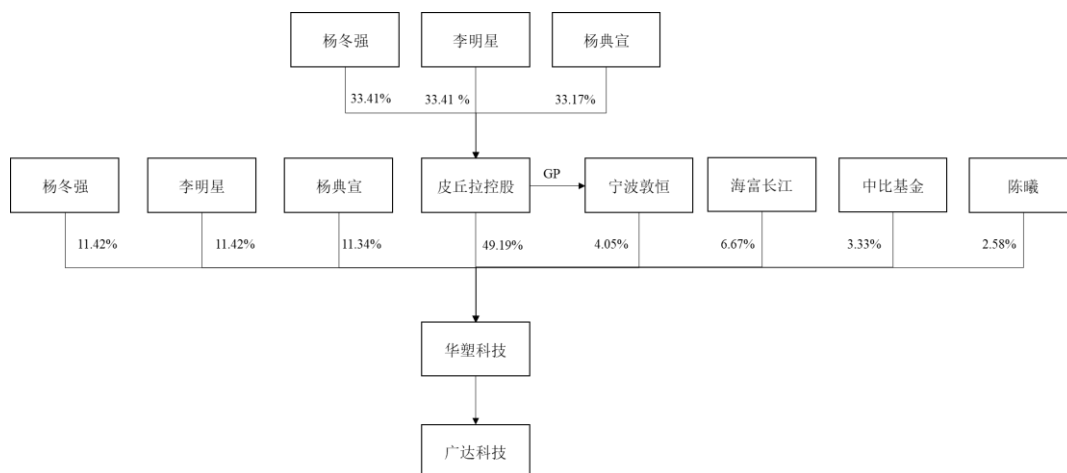 杨冬强 李明星 杨典宣
33.41% 33.41 % 33.17%
杨冬强 李明星 杨典宣 皮丘拉控股 GP 宁波敦恒 海富长江 中比基金 陈曦
11.42% 11.42% 11.34% 49.19% 4.05% 6.67% 3.33% 2.58%
华塑科技
广达科技